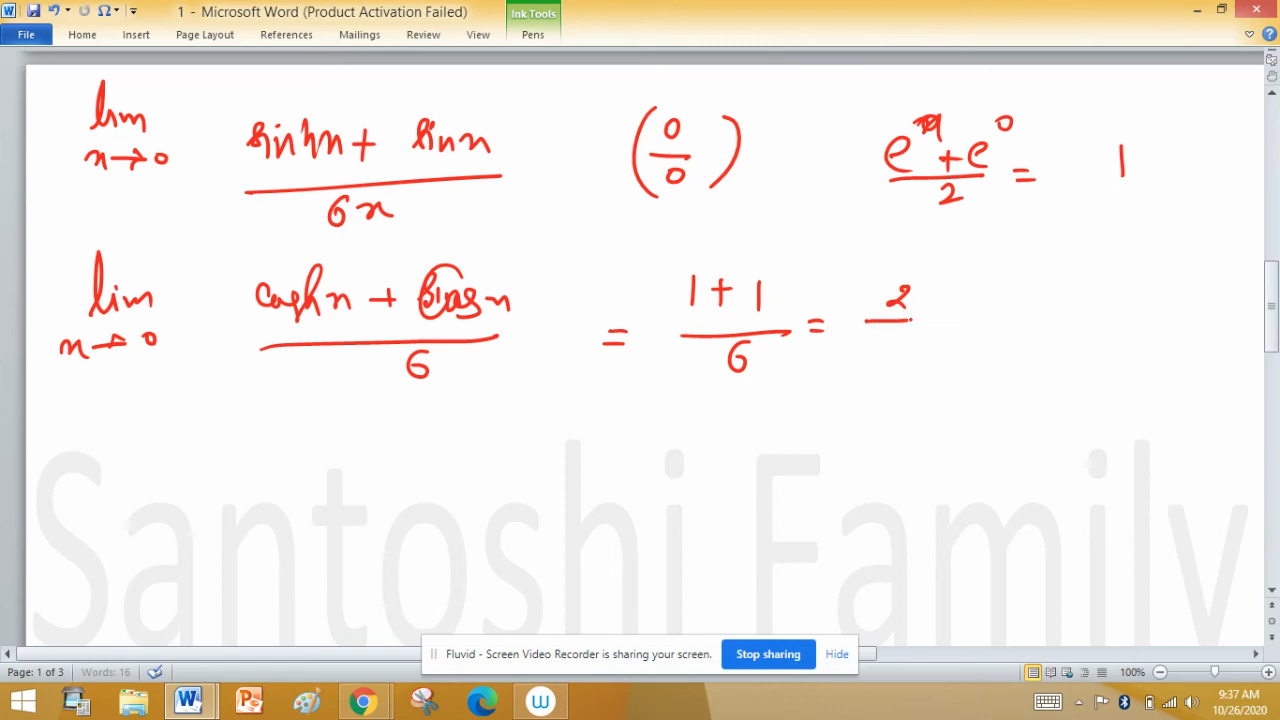 1 - Microsoft Word (Product Activation Failed)
Ink Tools
File Home Insert Page Layout References Mailings Review View Pens
lim x→0 (sinhx + sinx)/6x (0/0) (e^0 + e^0)/2 = 1
lim x→0 (coshx + cosx)/6 = (1+1)/6 = 2
Santoshi Family
Fluvid - Screen Video Recorder is sharing your screen. Stop sharing Hide
Page: 1 of 3 Words: 16 100%
9:37 AM
10/26/2020